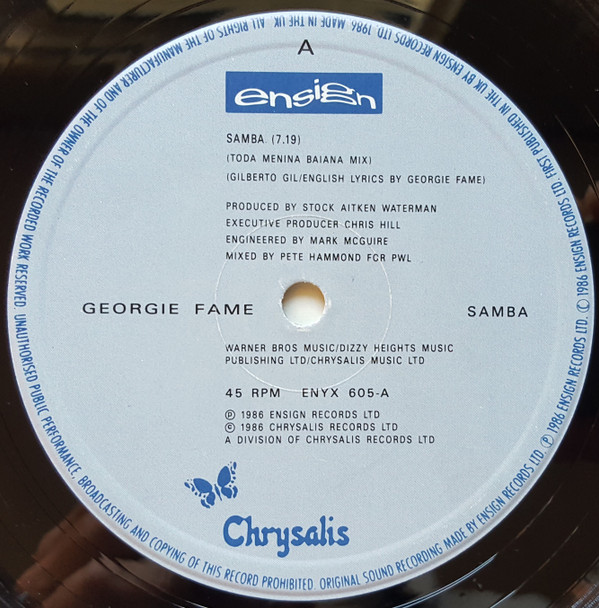 A
ensign
SAMBA (7.19)
(TODA MENINA BAIANA MIX)
(GILBERTO GIL/ENGLISH LYRICS BY GEORGIE FAME)
PRODUCED BY STOCK AITKEN WATERMAN
EXECUTIVE PRODUCER CHRIS HILL
ENGINEERED BY MARK MCGUIRE
MIXED BY PETE HAMMOND FOR PWL
GEORGIE FAME
SAMBA
WARNER BROS MUSIC/DIZZY HEIGHTS MUSIC
PUBLISHING LTD/CHRYSALIS MUSIC LTD
45 RPM ENYX 605-A
℗ 1986 ENSIGN RECORDS LTD
© 1986 CHRYSALIS RECORDS LTD
A DIVISION OF CHRYSALIS RECORDS LTD
Chrysalis
℗ 1986 ENSIGN RECORDS LTD. © 1986 ENSIGN RECORDS LTD. FIRST PUBLISHED IN THE UK BY ENSIGN RECORDS LTD. 1986. IN THE UK ALL RIGHTS OF THE MANUFACTURER AND OF THE OWNER OF THE RECORDED WORK RESERVED. UNAUTHORISED PUBLIC PERFORMANCE, BROADCASTING AND COPYING OF THIS RECORD PROHIBITED. ORIGINAL SOUND RECORDING MADE BY ENSIGN RECORDS LTD